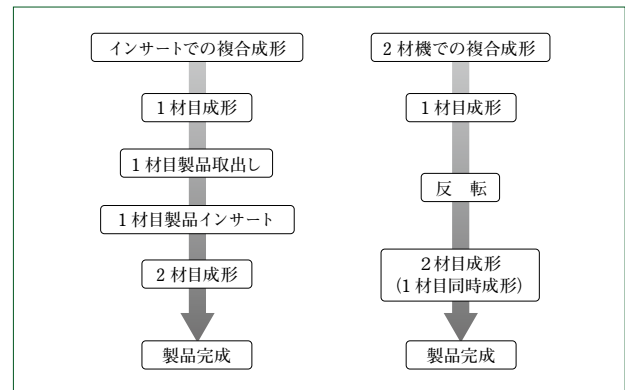 インサートでの複合成形
1材目成形
1材目製品取出し
1材目製品インサート
2材目成形
製品完成
2材機での複合成形
1材目成形
反　転
2材目成形
(1材目同時成形)
製品完成